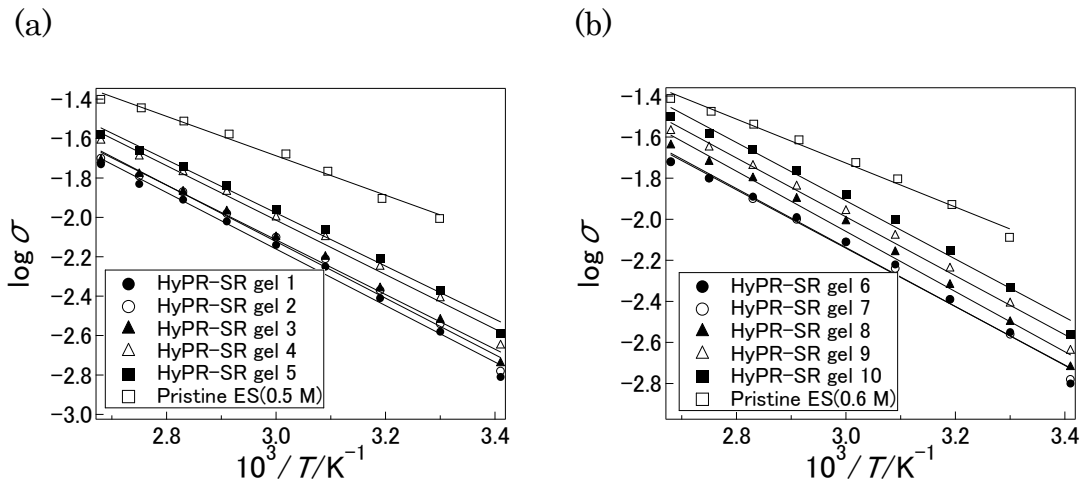 (a)
(b)
−1.4
−1.6
−1.8
−2.0
−2.2
−2.4
−2.6
−2.8
−3.0
log σ
HyPR-SR gel 1
HyPR-SR gel 2
HyPR-SR gel 3
HyPR-SR gel 4
HyPR-SR gel 5
Pristine ES(0.5 M)
2.8
3.0
3.2
3.4
10³/T/K⁻¹
−1.4
−1.6
−1.8
−2.0
−2.2
−2.4
−2.6
−2.8
log σ
HyPR-SR gel 6
HyPR-SR gel 7
HyPR-SR gel 8
HyPR-SR gel 9
HyPR-SR gel 10
Pristine ES(0.6 M)
2.8
3.0
3.2
3.4
10³/T/K⁻¹